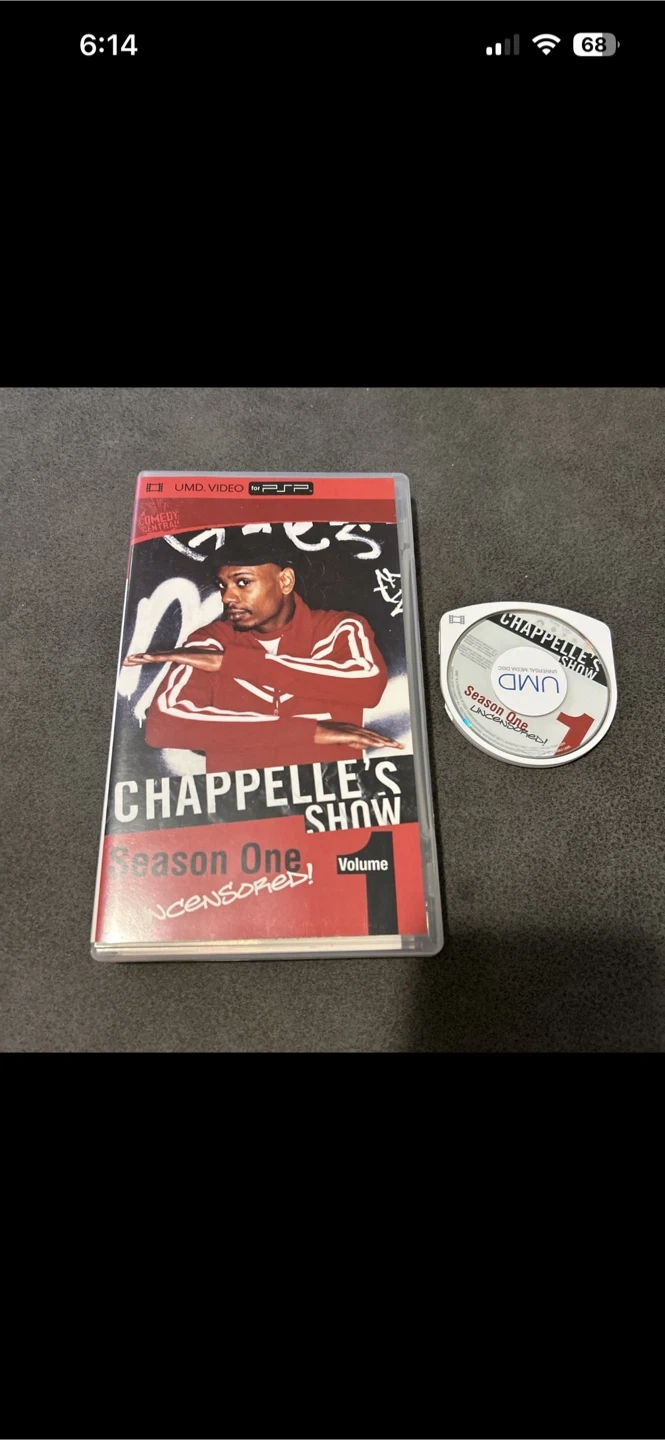 6:14
68
UMD. VIDEO for PSP
COMEDY
CENTRAL
CHAPPELLE'S
SHOW
Season One
UNCENSORED!
Volume
1
CHAPPELLE'S
SHOW
UNIVERSAL MEDIA DISC
UMD
Season One
UNCENSORED!
1